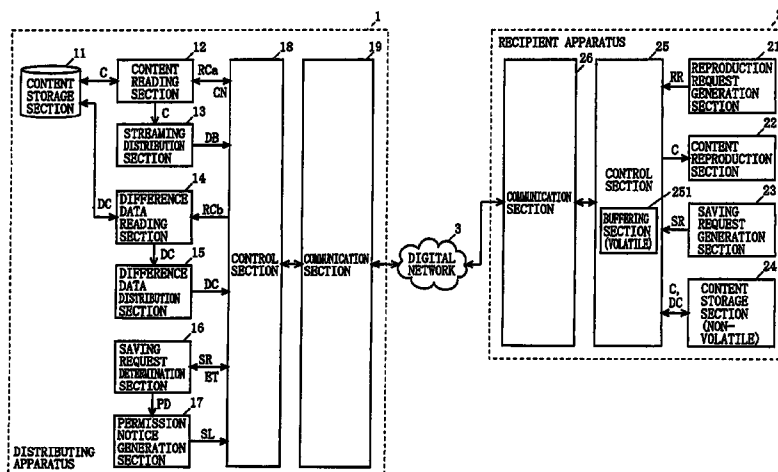 1
11
CONTENT
STORAGE
SECTION
C
12
CONTENT
READING
SECTION
RCa
CN
C
13
STREAMING
DISTRIBUTION
SECTION
DB
DC
14
DIFFERENCE
DATA
READING
SECTION
RCb
DC
15
DIFFERENCE
DATA
DISTRIBUTION
SECTION
DC
16
SAVING
REQUEST
DETERMINATION
SECTION
SR
ET
PD
17
PERMISSION
NOTICE
GENERATION
SECTION
SL
DISTRIBUTING
APPARATUS
18
CONTROL
SECTION
19
COMMUNICATION
SECTION
3
DIGITAL
NETWORK
RECIPIENT APPARATUS
26
COMMUNICATION
SECTION
25
CONTROL
SECTION
251
BUFFERING
SECTION
(VOLATILE)
21
RR
REPRODUCTION
REQUEST
GENERATION
SECTION
22
C
CONTENT
REPRODUCTION
SECTION
23
SR
SAVING
REQUEST
GENERATION
SECTION
24
C,
DC
CONTENT
STORAGE
SECTION
(NON-
VOLATILE)